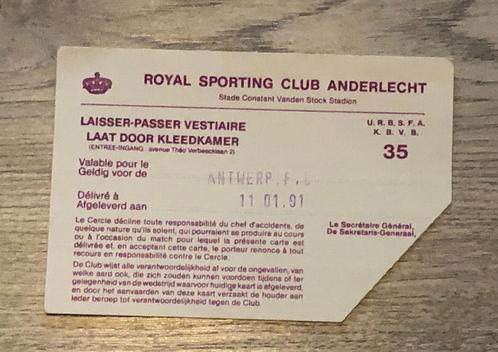 ROYAL SPORTING CLUB ANDERLECHT
Stade Constant Vanden Stock Stadion
LAISSER-PASSER VESTIAIRE
LAAT DOOR KLEEDKAMER
(ENTREE-INGANG: avenue Théo Verbeecklaan 2)
U. R. B. S. F. A.
K. B. V. B.
35
Valable pour le
Geldig voor de
ANTWERP F.C
Délivré à
Afgeleverd aan
11 01.91
Le Cercle décline toute responsabilité du chef d'accidents, de
quelque nature qu'ils soient, qui pourraient se produire au cours
ou à l'occasion du match pour lequel la présente carte est
délivrée et, en acceptant cette carte, le porteur renonce à tout
recours en responsabilité contre le Cercle.
Le Secrétaire Général,
De Sekretaris-Generaal,
De Club wijst alle verantwoordelijkheid af voor de ongevallen, van
welke aard ook, die zich zouden kunnen voordoen tijdens of ter
gelegenheid van de wedstrijd waarvoor huidige kaart is afgeleverd,
en door het aanvaarden van deze kaart verzaakt de houder aan
ieder beroep tot verantwoordelijkheid tegen de Club.